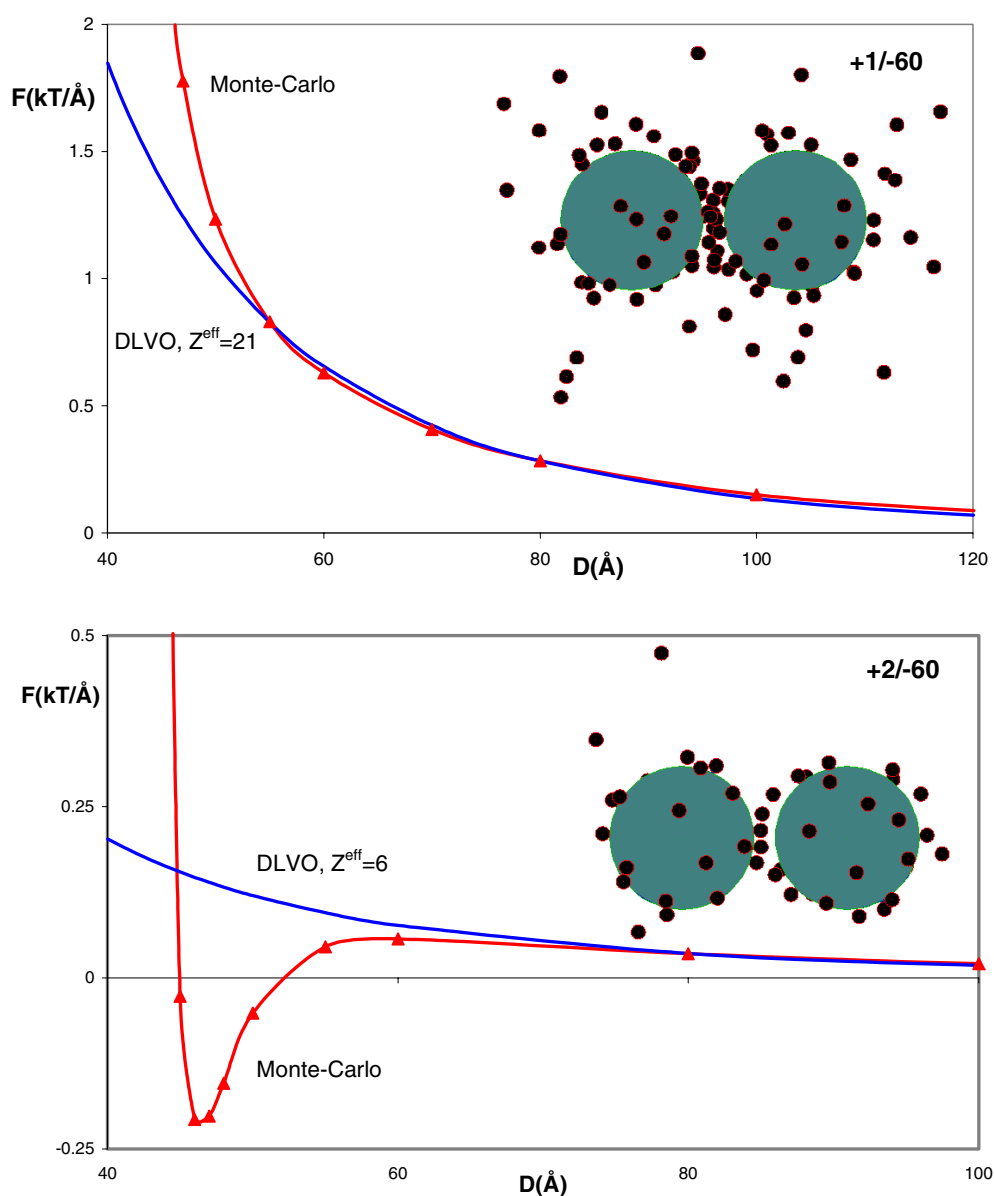 2
+1/-60
F(kT/Å)
Monte-Carlo
1.5
1
DLVO, Z^eff=21
0.5
0
40 60 80 100 120
D(Å)
0.5
+2/-60
F(kT/Å)
0.25
DLVO, Z^eff=6
0
Monte-Carlo
-0.25
40 60 80 100
D(Å)